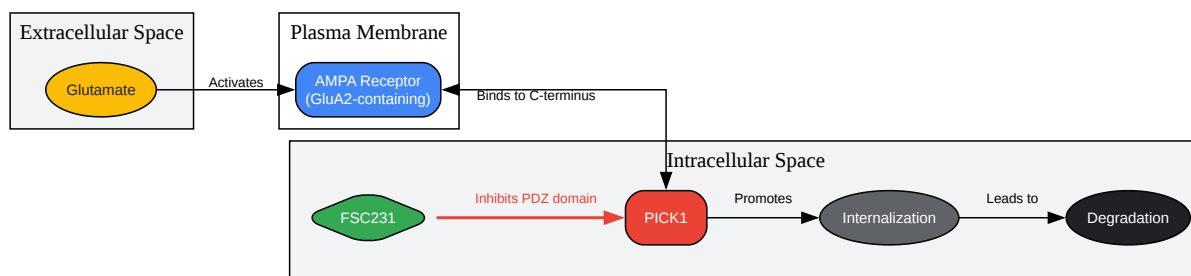 Extracellular Space
Plasma Membrane
Glutamate
Activates
AMPA Receptor
(GluA2-containing)
Binds to C-terminus
Intracellular Space
FSC231
Inhibits PDZ domain
PICK1
Promotes
Internalization
Leads to
Degradation